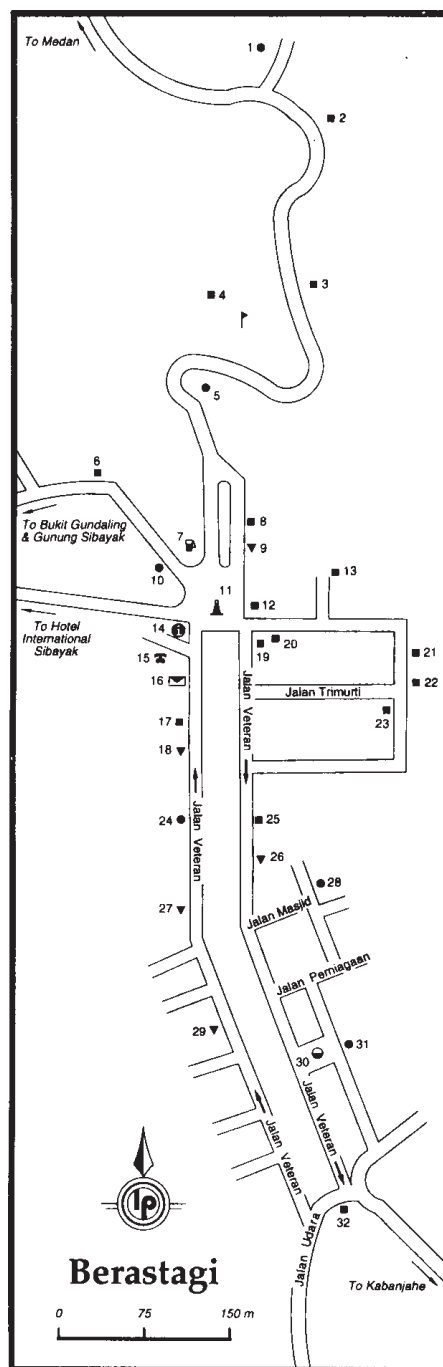 To Medan
1
2
3
4
5
6
To Bukit Gundaling
& Gunung Sibayak
7
8
9
10
11
12
13
To Hotel
International
Sibayak
14
i
15
16
17
18
19
20
21
22
Jalan Trimurti
23
Jalan Veteran
Jalan Veteran
24
25
26
27
28
Jalan Masjid
Jalan Perniagaan
29
30
31
Jalan Veteran
Jalan Veteran
32
Jalan Udara
lp
Berastagi
To Kabanjahe
0 75 150 m